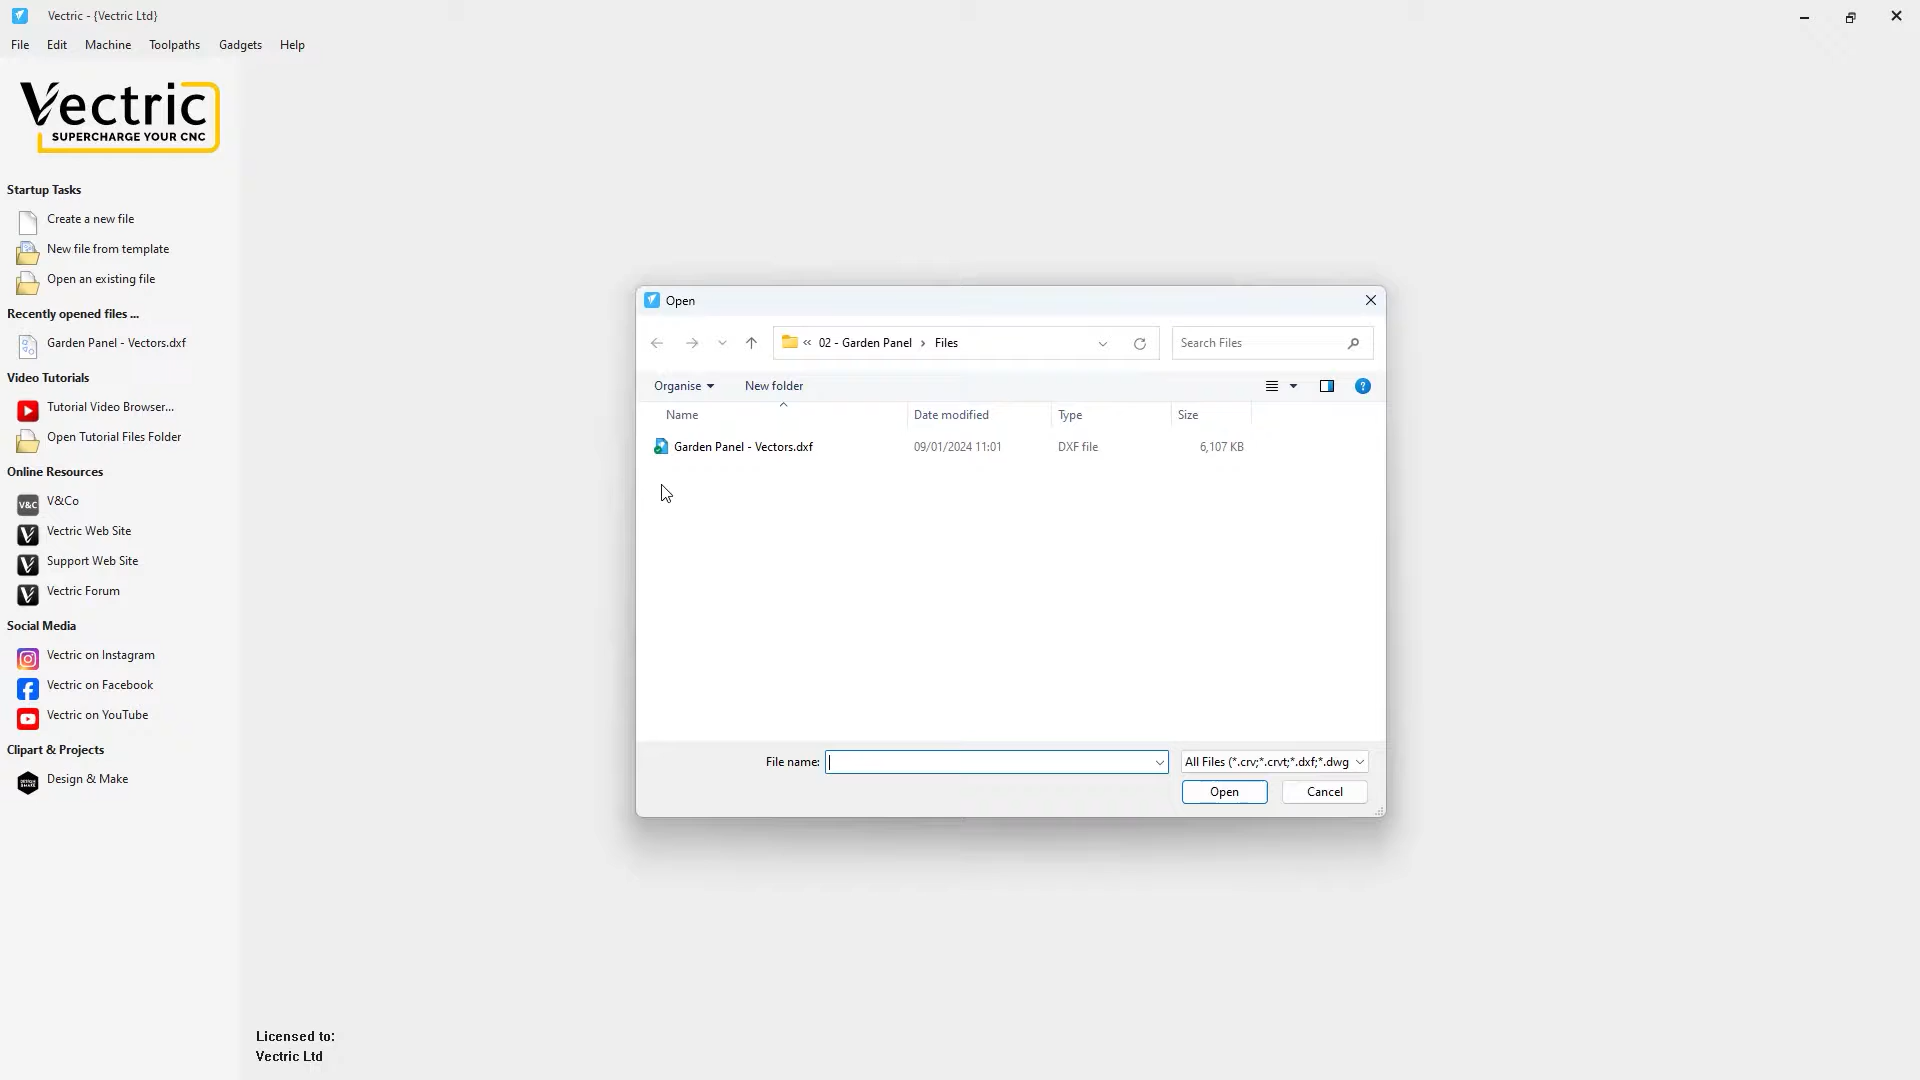 Vectric - {Vectric Ltd}
File Edit Machine Toolpaths Gadgets Help
Vectric
SUPERCHARGE YOUR CNC
Startup Tasks
Create a new file
New file from template
Open an existing file
Recently opened files ...
Garden Panel - Vectors.dxf
Video Tutorials
Tutorial Video Browser...
Open Tutorial Files Folder
Online Resources
V&C V&Co
Vectric Web Site
Support Web Site
Vectric Forum
Social Media
Vectric on Instagram
Vectric on Facebook
Vectric on YouTube
Clipart & Projects
Design & Make
Open
« 02 - Garden Panel › Files
Search Files
Organise New folder
Name Date modified Type Size
Garden Panel - Vectors.dxf 09/01/2024 11:01 DXF file 6,107 KB
File name:
All Files (*.crv;*.crvt;*.dxf;*.dwg
Open Cancel
Licensed to:
Vectric Ltd